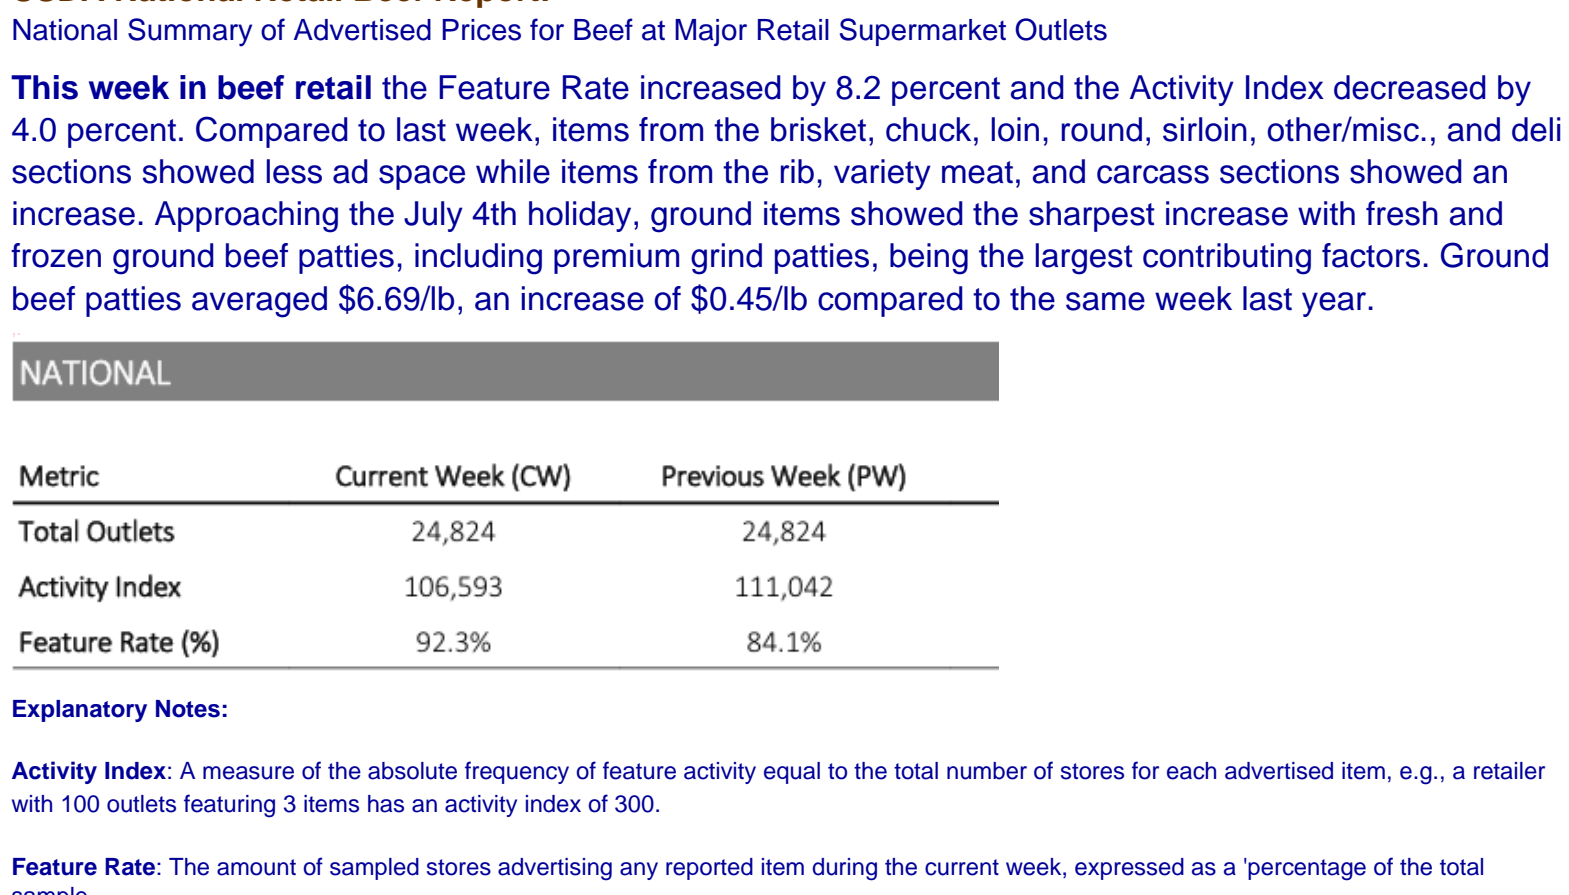 USDA National Retail Beef Report:
National Summary of Advertised Prices for Beef at Major Retail Supermarket Outlets
This week in beef retail the Feature Rate increased by 8.2 percent and the Activity Index decreased by
4.0 percent. Compared to last week, items from the brisket, chuck, loin, round, sirloin, other/misc., and deli
sections showed less ad space while items from the rib, variety meat, and carcass sections showed an
increase. Approaching the July 4th holiday, ground items showed the sharpest increase with fresh and
frozen ground beef patties, including premium grind patties, being the largest contributing factors. Ground
beef patties averaged $6.69/lb, an increase of $0.45/lb compared to the same week last year.
NATIONAL
Metric Current Week (CW) Previous Week (PW)
Total Outlets 24,824 24,824
Activity Index 106,593 111,042
Feature Rate (%) 92.3% 84.1%
Explanatory Notes:
Activity Index: A measure of the absolute frequency of feature activity equal to the total number of stores for each advertised item, e.g., a retailer
with 100 outlets featuring 3 items has an activity index of 300.
Feature Rate: The amount of sampled stores advertising any reported item during the current week, expressed as a 'percentage of the total
sample